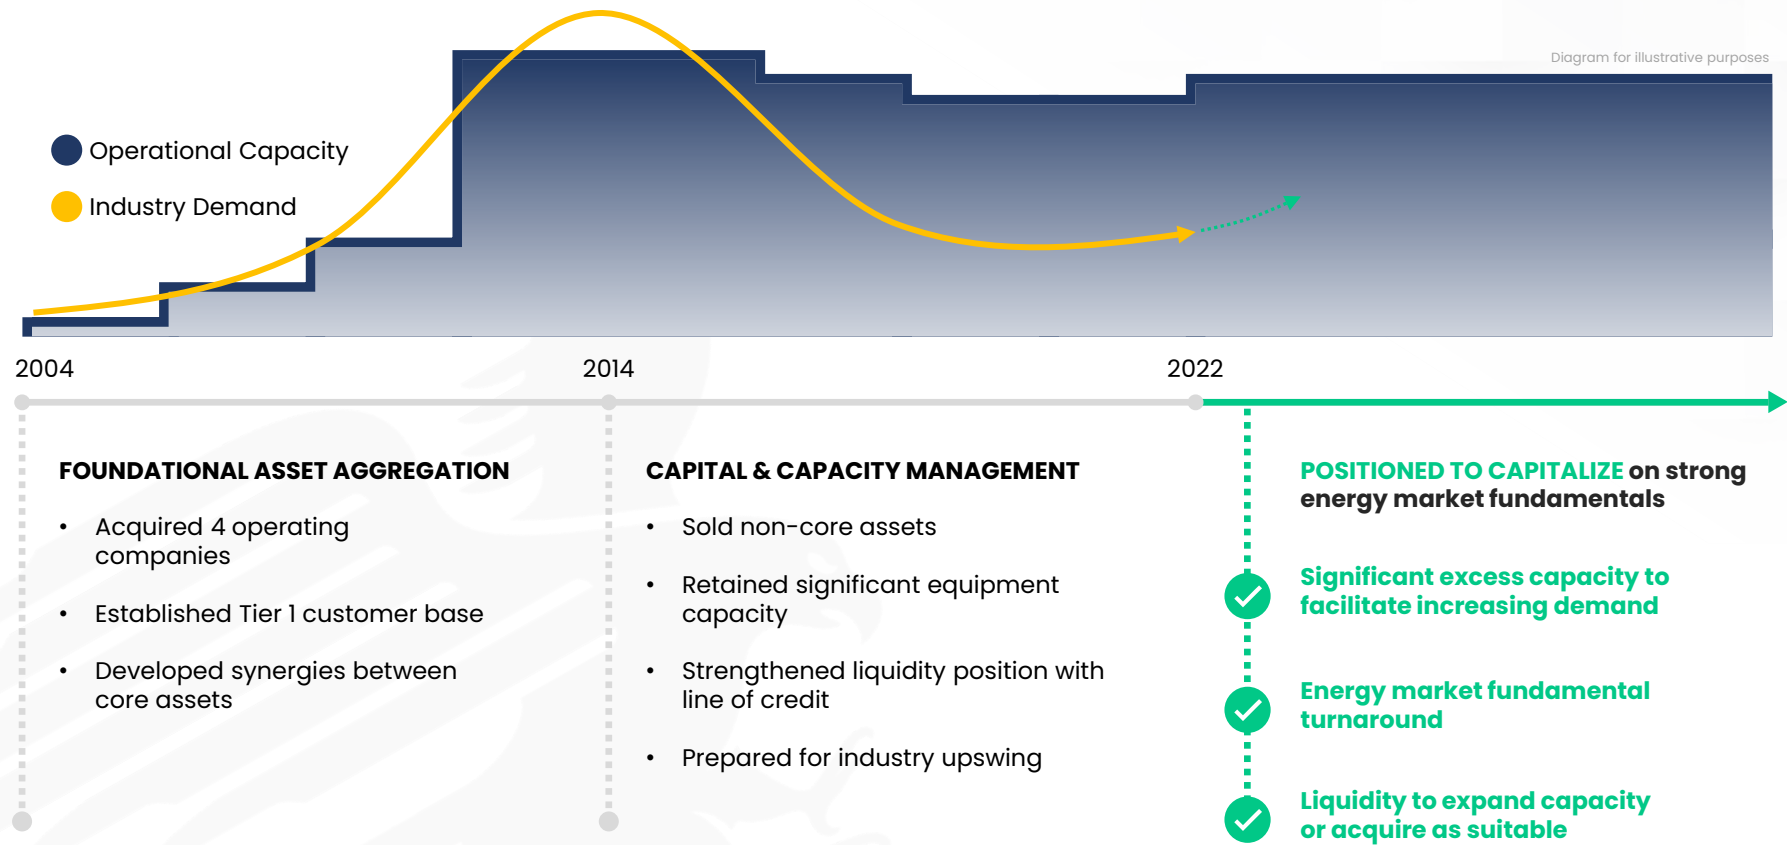 Diagram for illustrative purposes
Operational Capacity
Industry Demand
2004
2014
2022
FOUNDATIONAL ASSET AGGREGATION
• Acquired 4 operating
companies
• Established Tier 1 customer base
• Developed synergies between
core assets
CAPITAL & CAPACITY MANAGEMENT
• Sold non-core assets
• Retained significant equipment
capacity
• Strengthened liquidity position with
line of credit
• Prepared for industry upswing
POSITIONED TO CAPITALIZE on strong
energy market fundamentals
Significant excess capacity to
facilitate increasing demand
Energy market fundamental
turnaround
Liquidity to expand capacity
or acquire as suitable